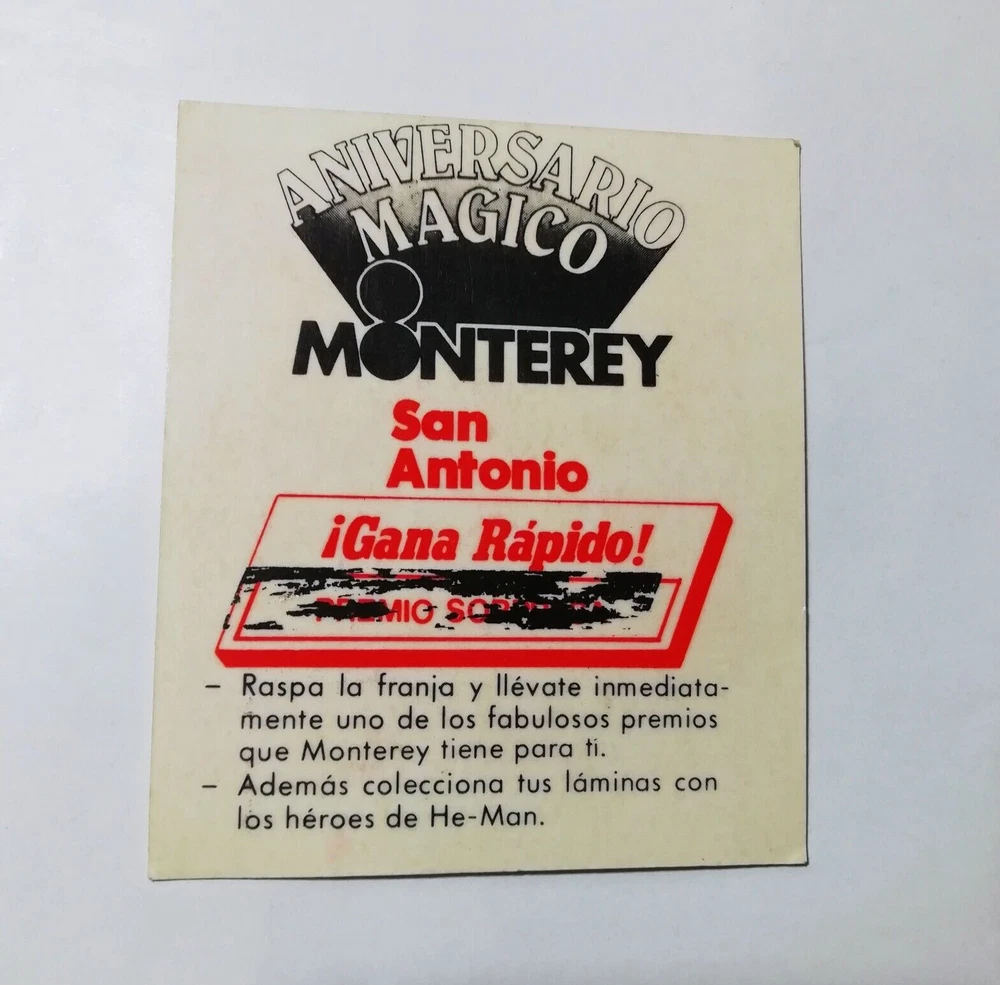 ANIVERSARIO
MAGICO
MONTEREY
San
Antonio
¡Gana Rápido!
PREMIO
– Raspa la franja y llévate inmediata-
mente uno de los fabulosos premios
que Monterey tiene para ti.
– Además colecciona tus láminas con
los héroes de He-Man.